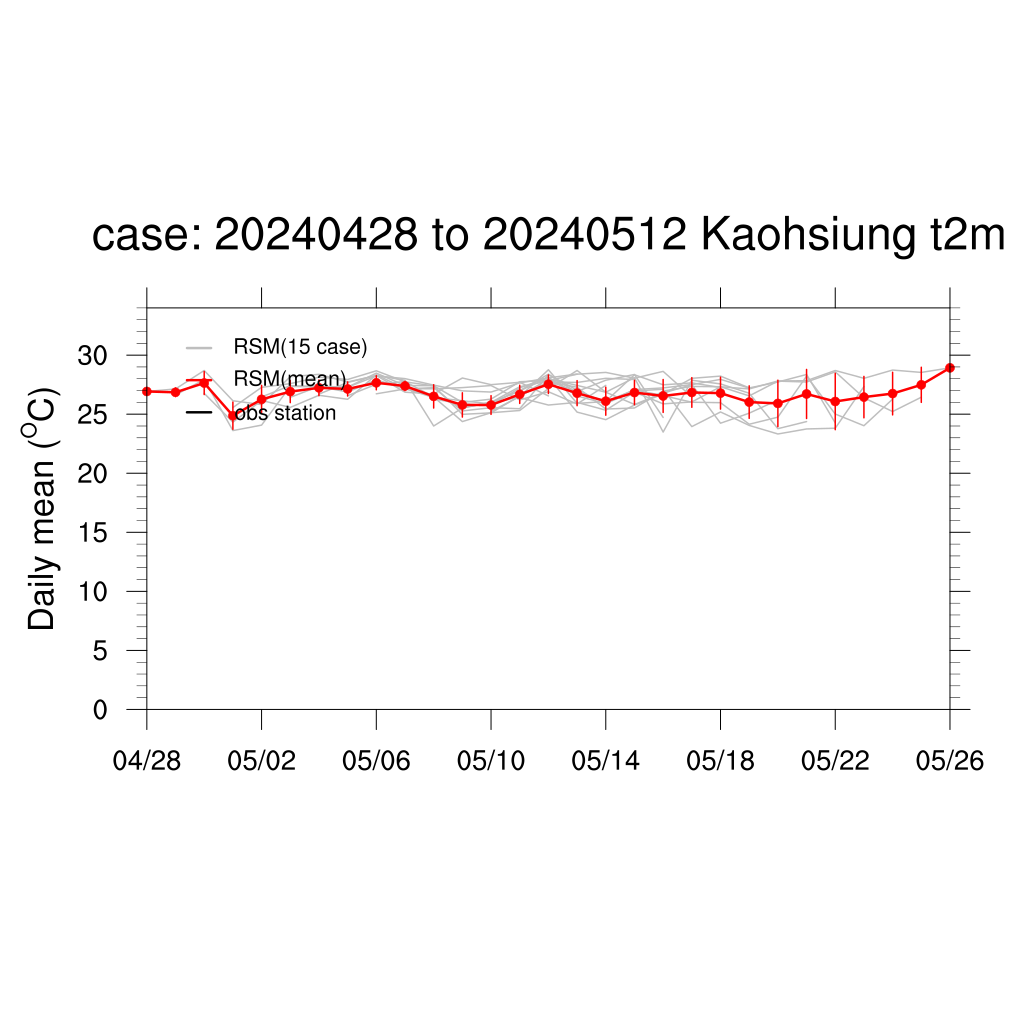 case: 20240428 to 20240512 Kaohsiung t2m
Daily mean (°C)
RSM(15 case)
RSM(mean)
obs station
30
25
20
15
10
5
0
04/28 05/02 05/06 05/10 05/14 05/18 05/22 05/26